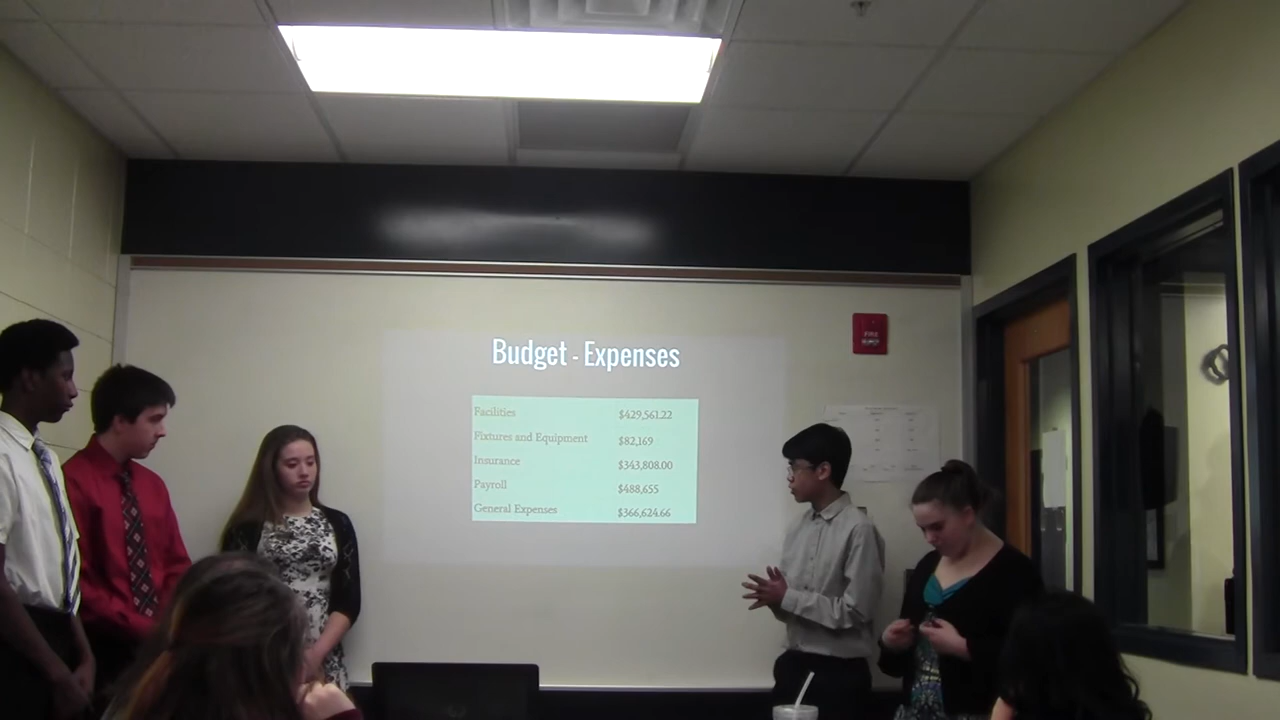 Budget - Expenses
Facilities $429,561.22
Fixtures and Equipment $82,169
Insurance $343,808.00
Payroll $488,655
General Expenses $366,624.66
FIRE